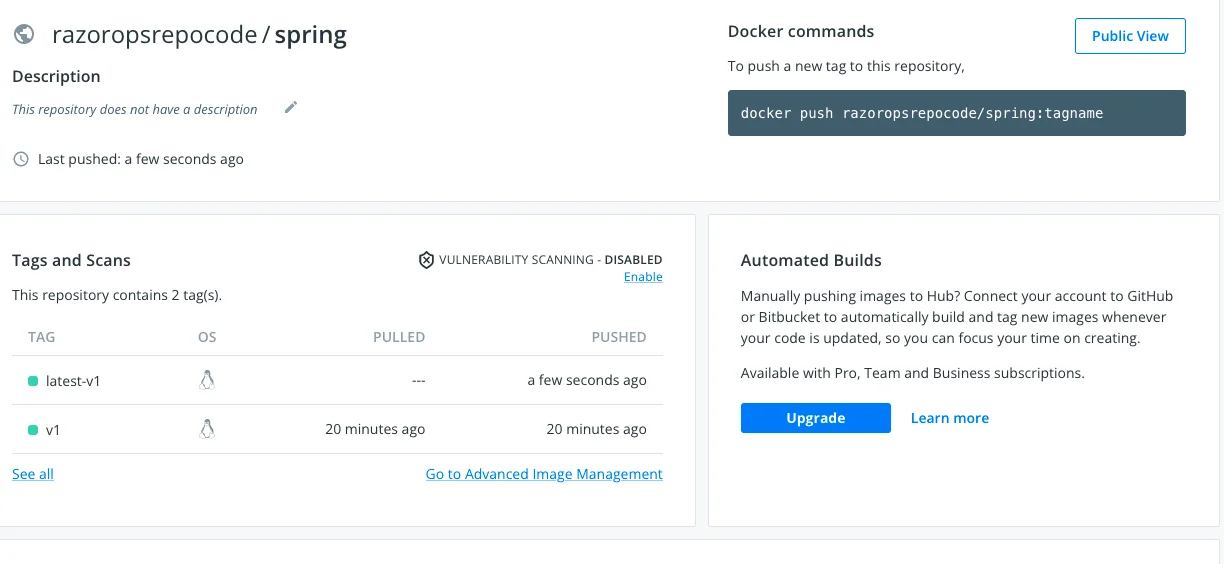 razoropsrepocode / spring
Description
This repository does not have a description
Last pushed: a few seconds ago
Docker commands
Public View
To push a new tag to this repository,
docker push razoropsrepocode/spring:tagname
Tags and Scans
VULNERABILITY SCANNING - DISABLED
Enable
This repository contains 2 tag(s).
TAG OS PULLED PUSHED
latest-v1 --- a few seconds ago
v1 20 minutes ago 20 minutes ago
See all Go to Advanced Image Management
Automated Builds
Manually pushing images to Hub? Connect your account to GitHub
or Bitbucket to automatically build and tag new images whenever
your code is updated, so you can focus your time on creating.
Available with Pro, Team and Business subscriptions.
Upgrade Learn more